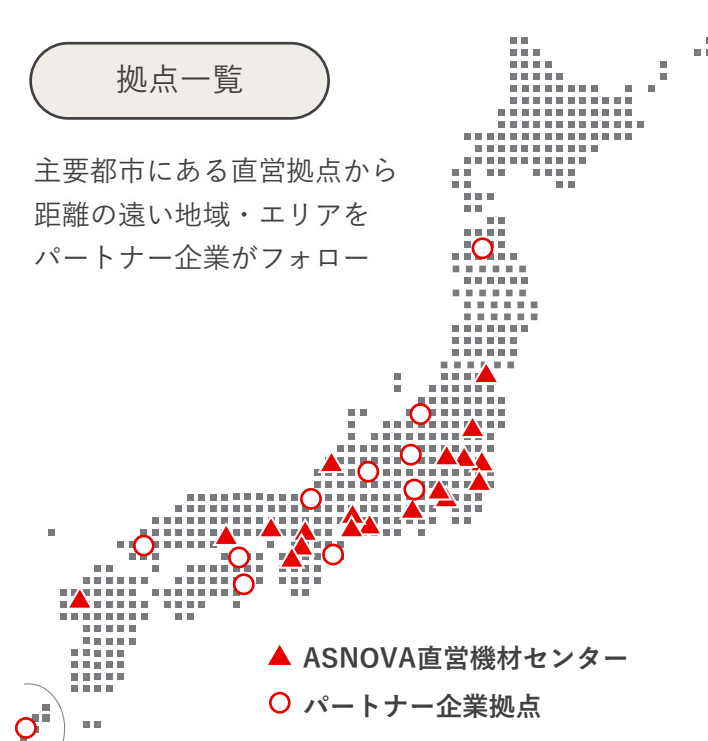 拠点一覧
主要都市にある直営拠点から
距離の遠い地域・エリアを
パートナー企業がフォロー
ASNOVA直営機材センター
パートナー企業拠点